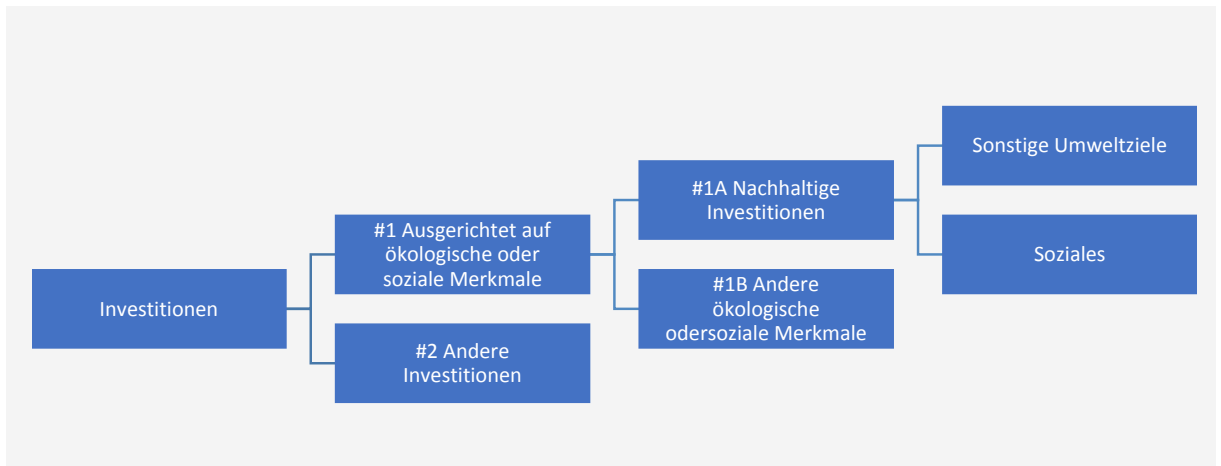 Investitionen
#1 Ausgerichtet auf
ökologische oder
soziale Merkmale
#2 Andere
Investitionen
#1A Nachhaltige
Investitionen
#1B Andere
ökologische
odersoziale Merkmale
Sonstige Umweltziele
Soziales